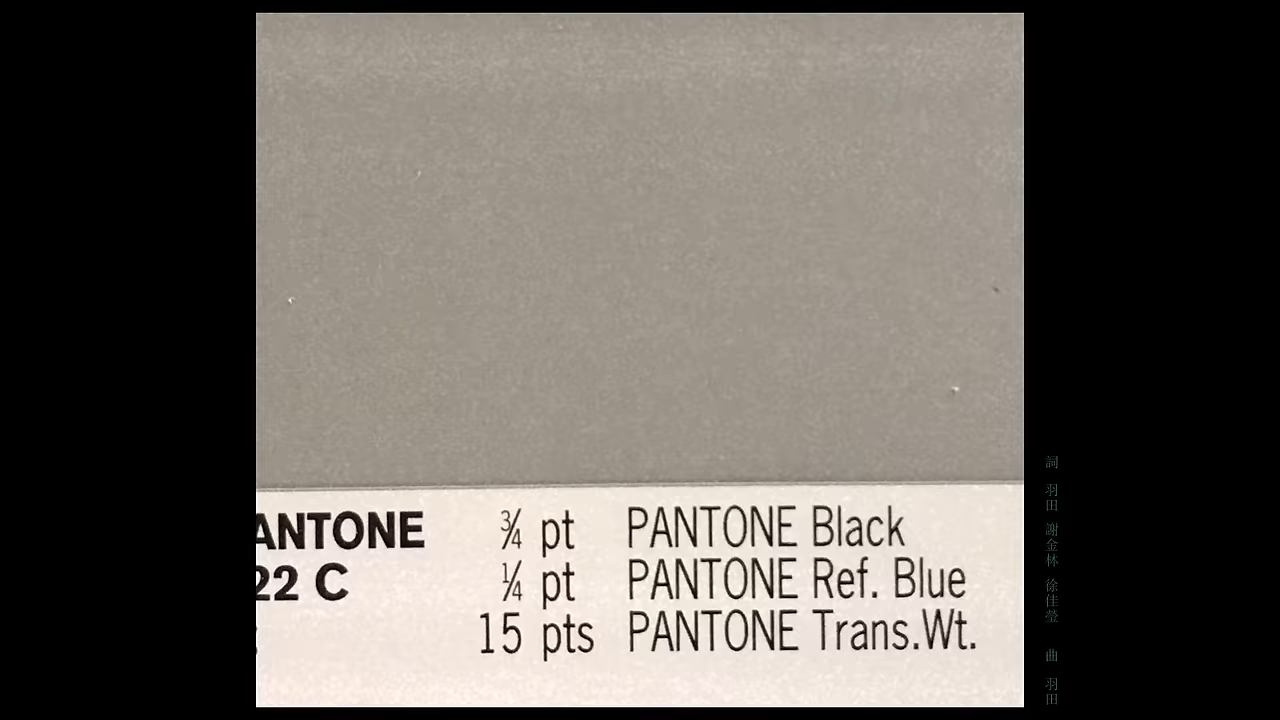 ANTONE ¾ pt PANTONE Black
22 C ¼ pt PANTONE Ref. Blue
15 pts PANTONE Trans.Wt.
詞 羽田 謝金林 徐佳瑩 曲 羽田